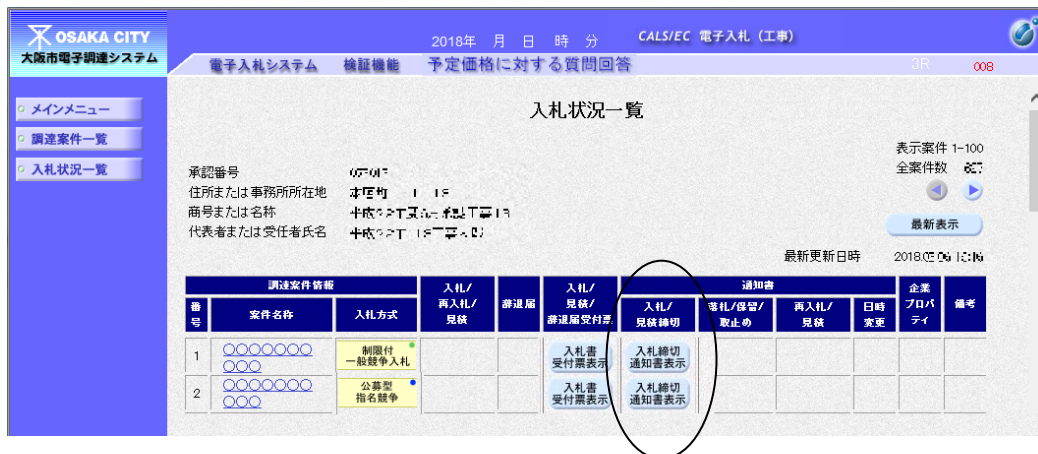 OSAKA CITY
大阪市電子調達システム
2018年 月 日 時 分
CALS/EC 電子入札（工事）
電子入札システム 検証機能 予定価格に対する質問回答
3R 008
メインメニュー
調達案件一覧
入札状況一覧
入札状況一覧
表示案件 1-100
全案件数
承認番号
住所または事務所所在地
商号または名称
代表者または受任者氏名
最新表示
最新更新日時 2018
調達案件情報
番号
案件名称
入札方式
入札/
再入札/
見積
辞退届
入札/
見積/
辞退届受付票
通知書
入札/
見積締切
落札/保留/
取止め
再入札/
見積
日時
変更
企業
プロパ
ティ
備考
1
OOOOOOO
OOO
制限付
一般競争入札
入札書
受付票表示
入札締切
通知書表示
2
OOOOOOO
OOO
公募型
指名競争
入札書
受付票表示
入札締切
通知書表示